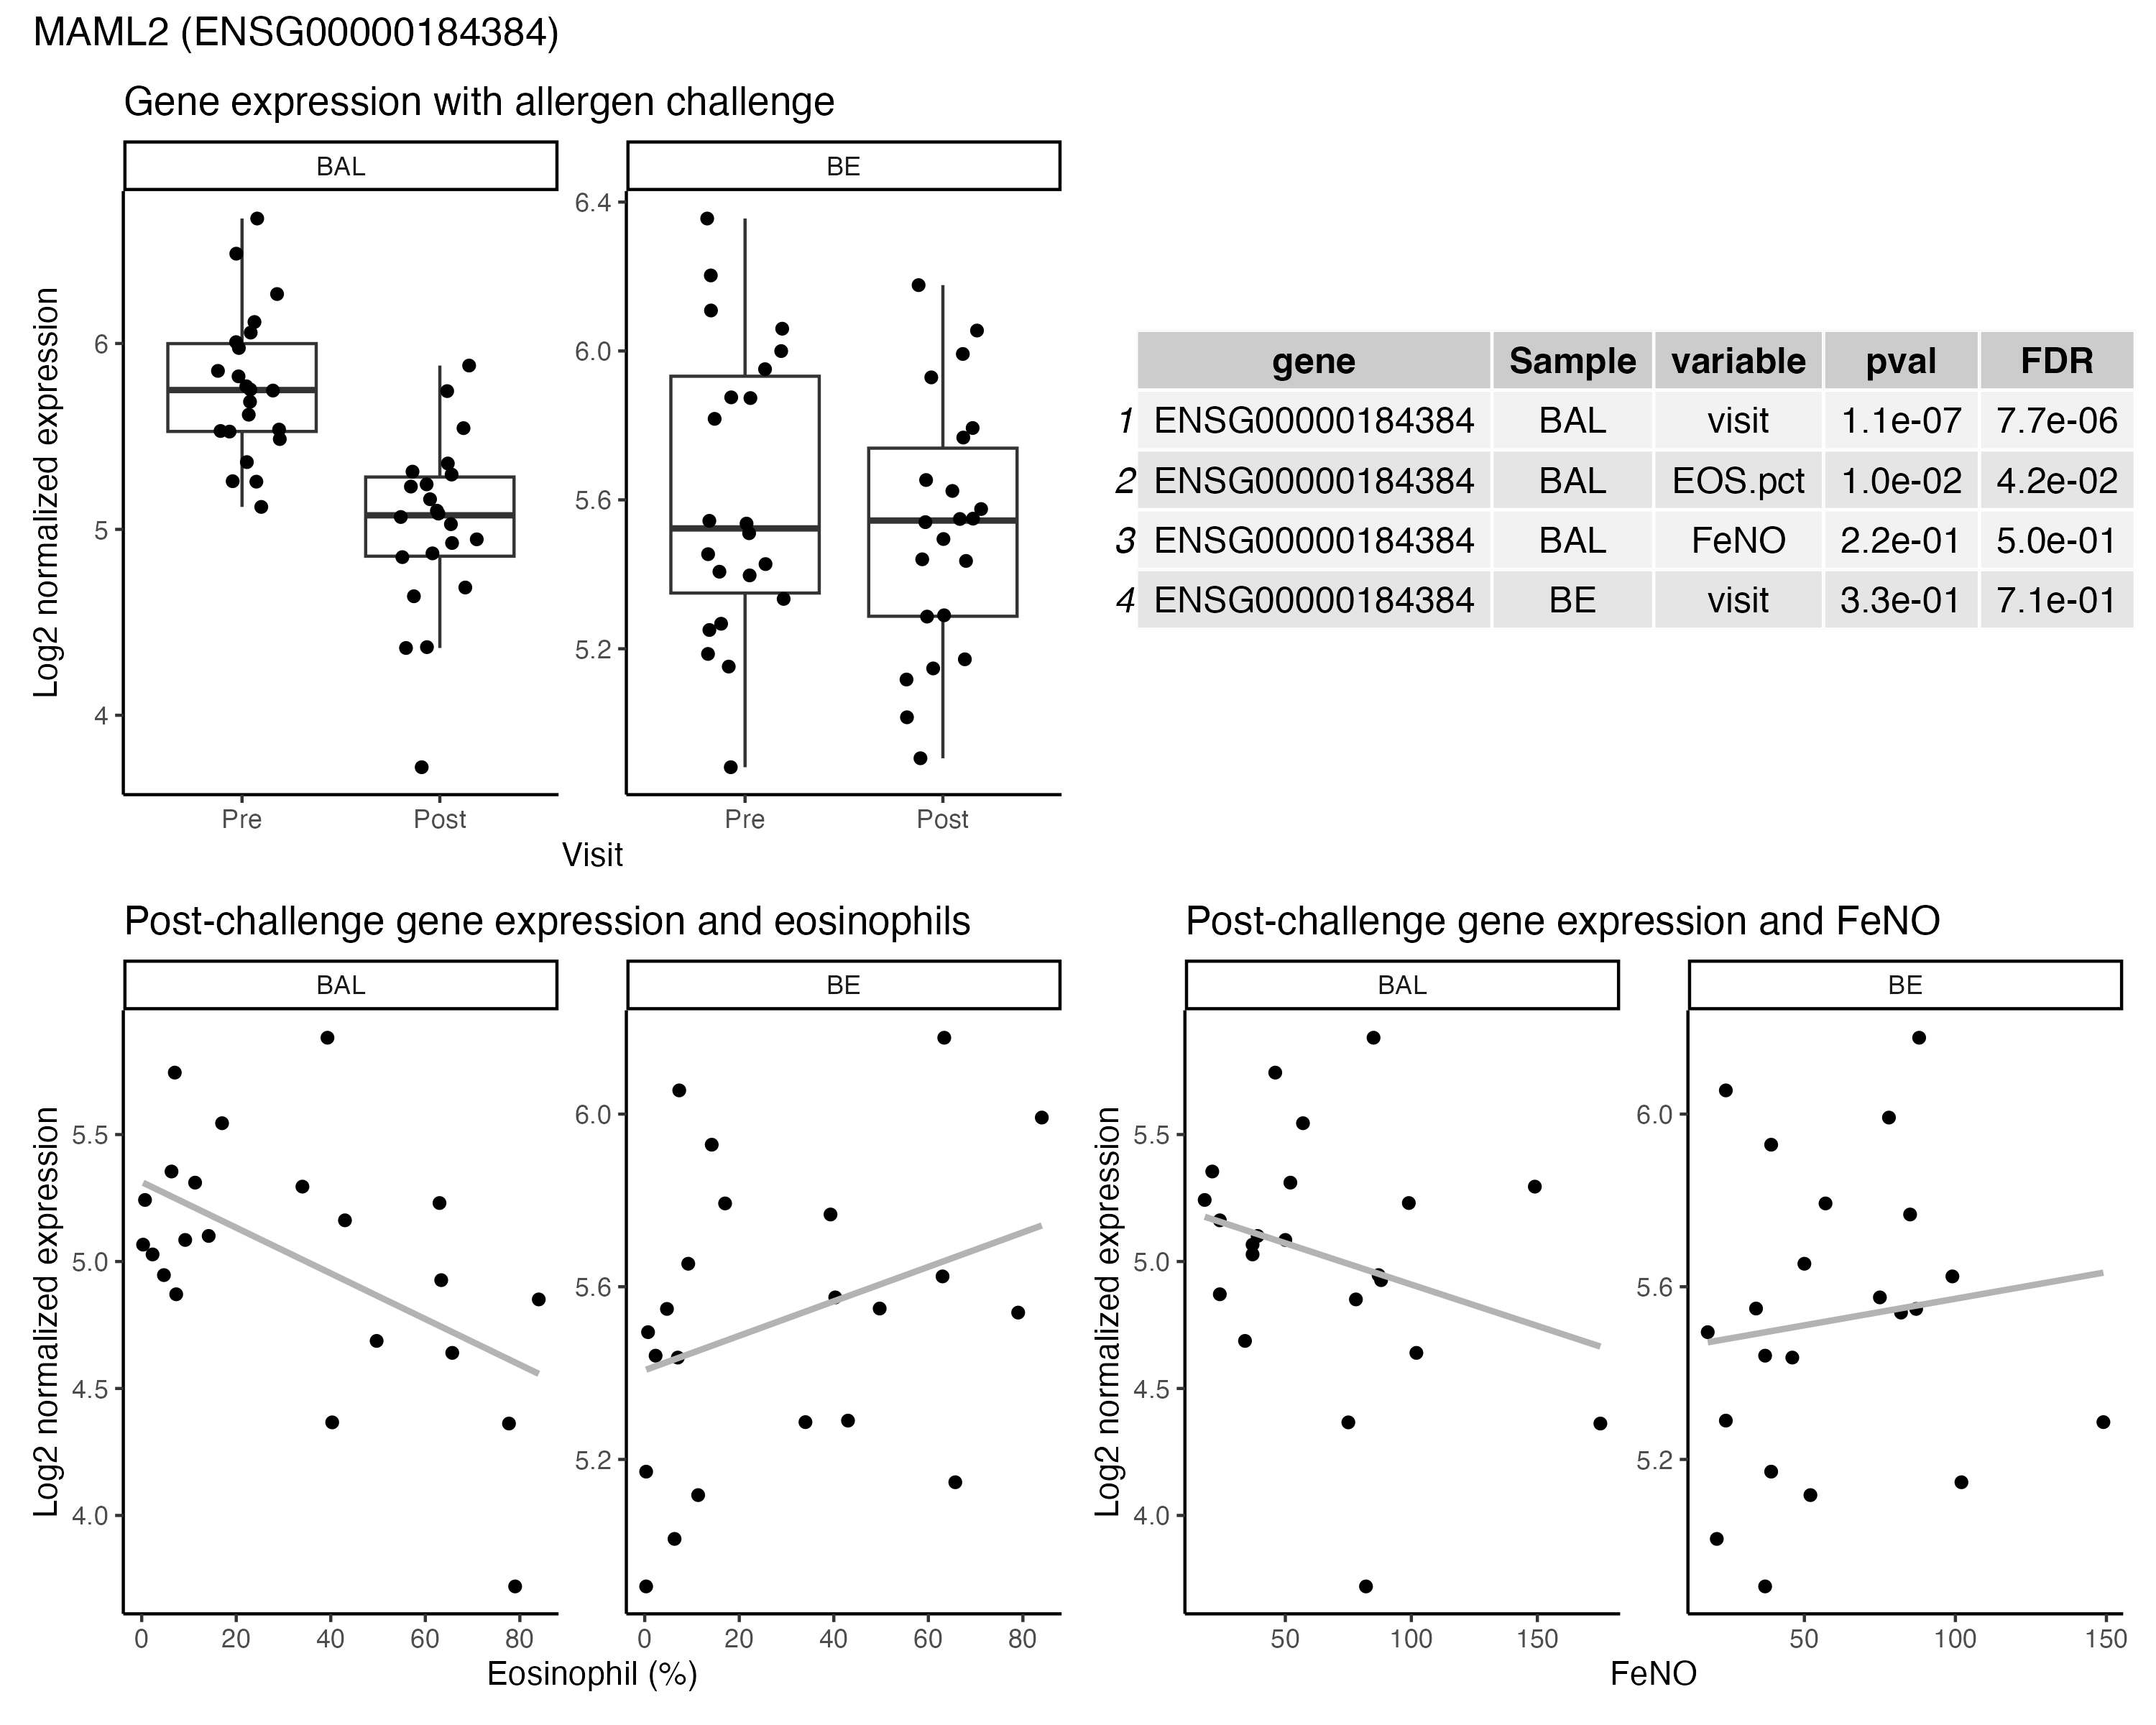 MAML2 (ENSG00000184384)
Gene expression with allergen challenge
BAL
BE
Log2 normalized expression
6
5
4
6.4
6.0
5.6
5.2
Pre
Post
Pre
Post
Visit
gene Sample variable pval FDR
1 ENSG00000184384 BAL visit 1.1e-07 7.7e-06
2 ENSG00000184384 BAL EOS.pct 1.0e-02 4.2e-02
3 ENSG00000184384 BAL FeNO 2.2e-01 5.0e-01
4 ENSG00000184384 BE visit 3.3e-01 7.1e-01
Post-challenge gene expression and eosinophils
BAL
BE
Log2 normalized expression
5.5
5.0
4.5
4.0
6.0
5.6
5.2
0 20 40 60 80
0 20 40 60 80
Eosinophil (%)
Post-challenge gene expression and FeNO
BAL
BE
Log2 normalized expression
5.5
5.0
4.5
4.0
6.0
5.6
5.2
50 100 150
50 100 150
FeNO